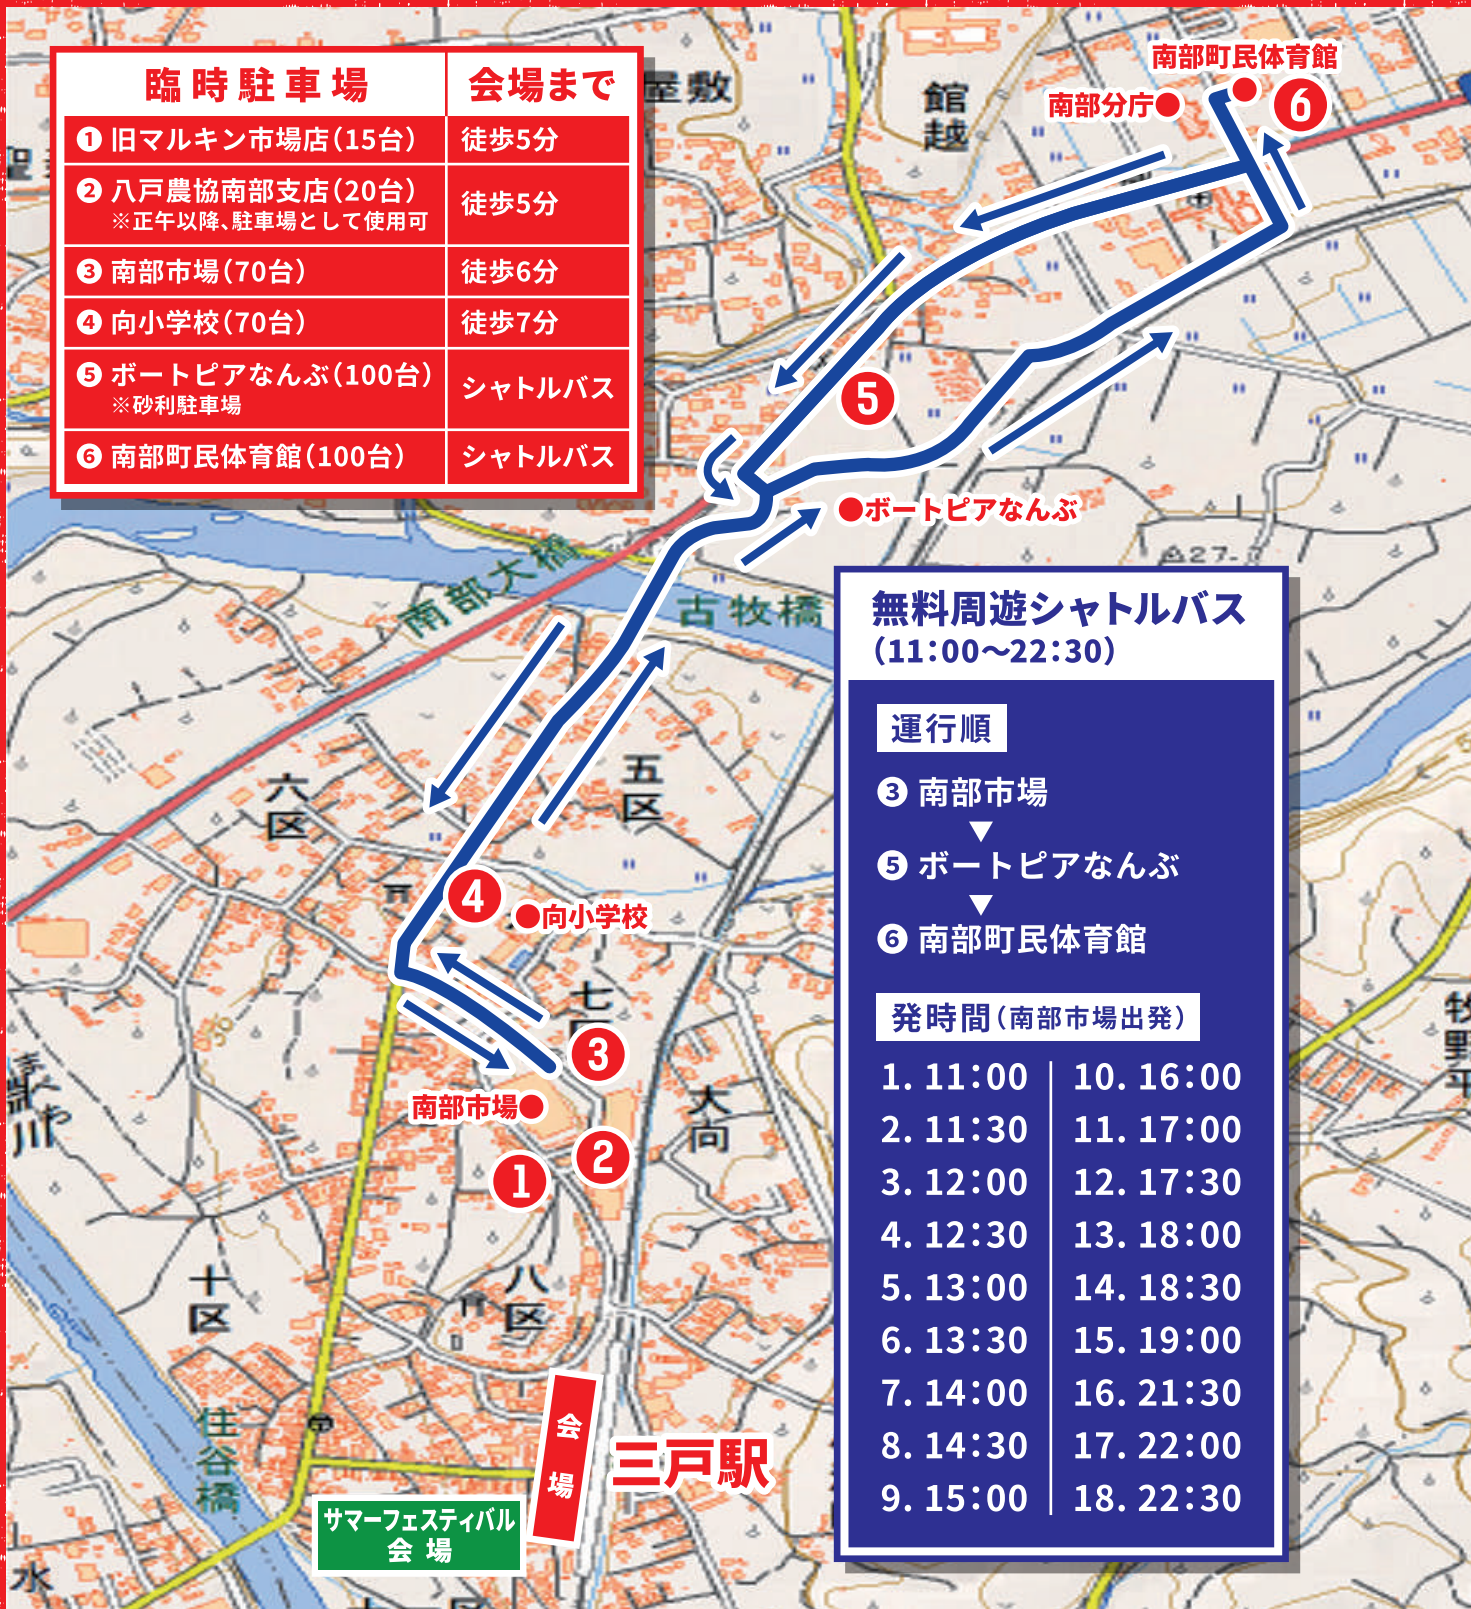 臨時駐車場 会場まで
❶ 旧マルキン市場店（15台） 徒歩5分
❷ 八戸農協南部支店（20台） 徒歩5分
※正午以降、駐車場として使用可
❸ 南部市場（70台） 徒歩6分
❹ 向小学校（70台） 徒歩7分
❺ ボートピアなんぶ（100台） シャトルバス
※砂利駐車場
❻ 南部町民体育館（100台） シャトルバス
屋敷
館越
南部町民体育館
南部分庁
6
5
ボートピアなんぶ
27.
南部大橋
古牧橋
六区
五区
4
向小学校
七
3
南部市場
2
1
大向
川
十区
八区
住谷橋
水
牧野平
会場
三戸駅
サマーフェスティバル
会 場
無料周遊シャトルバス
（11：00〜22：30）
運行順
❸ 南部市場
▼
❺ ボートピアなんぶ
▼
❻ 南部町民体育館
発時間（南部市場出発）
1. 11：00 10. 16：00
2. 11：30 11. 17：00
3. 12：00 12. 17：30
4. 12：30 13. 18：00
5. 13：00 14. 18：30
6. 13：30 15. 19：00
7. 14：00 16. 21：30
8. 14：30 17. 22：00
9. 15：00 18. 22：30